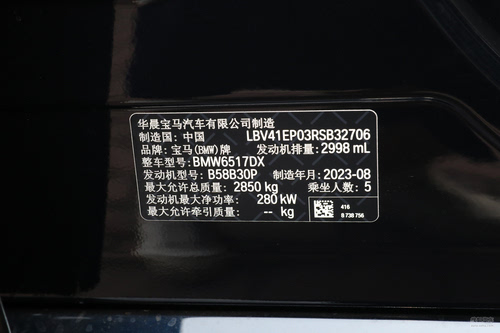 华晨宝马汽车有限公司制造
制造国: 中国 LBV41EP03RSB32706
品牌: 宝马(BMW)牌 发动机排量: 2998 mL
整车型号: BMW6517DX
发动机型号: B58B30P 制造年月: 2023-08
最大允许总质量: 2850 kg 乘坐人数: 5
发动机最大净功率: 280 kW
最大允许牵引质量: -- kg
416
8 738 756